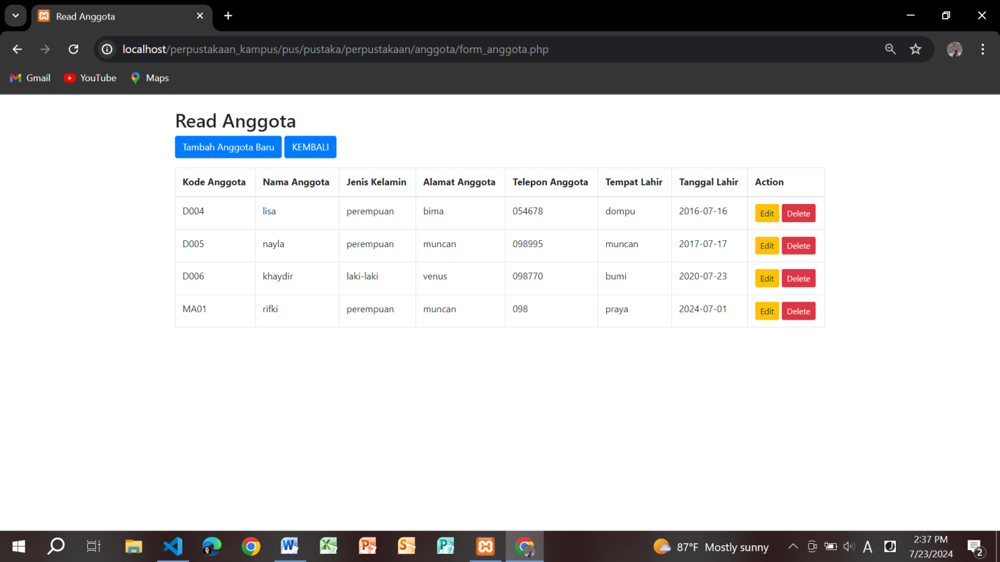 Read Anggota
localhost/perpustakaan_kampus/pus/pustaka/perpustakaan/anggota/form_anggota.php
Gmail YouTube Maps
Read Anggota
Tambah Anggota Baru KEMBALI
Kode Anggota Nama Anggota Jenis Kelamin Alamat Anggota Telepon Anggota Tempat Lahir Tanggal Lahir Action
D004 lisa perempuan bima 054678 dompu 2016-07-16 Edit Delete
D005 nayla perempuan muncan 098995 muncan 2017-07-17 Edit Delete
D006 khaydir laki-laki venus 098770 bumi 2020-07-23 Edit Delete
MA01 rifki perempuan muncan 098 praya 2024-07-01 Edit Delete
87°F Mostly sunny A 2:37 PM
7/23/2024 2